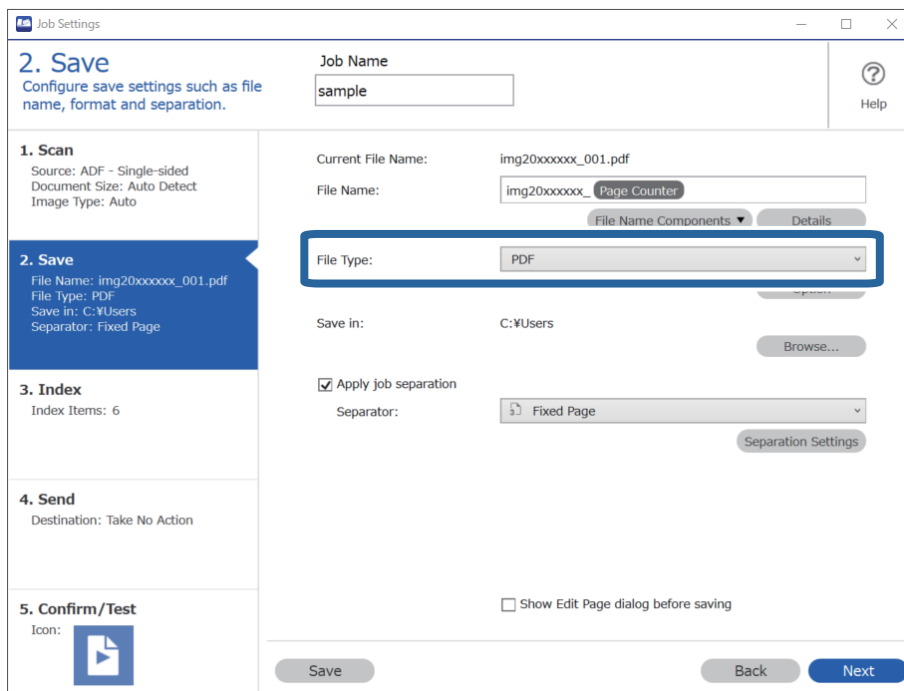 Job Settings
2. Save
Configure save settings such as file
name, format and separation.
Job Name
sample
Help
1. Scan
Source: ADF - Single-sided
Document Size: Auto Detect
Image Type: Auto
2. Save
File Name: img20xxxxxx_001.pdf
File Type: PDF
Save in: C:¥Users
Separator: Fixed Page
3. Index
Index Items: 6
4. Send
Destination: Take No Action
5. Confirm/Test
Icon:
Current File Name: img20xxxxxx_001.pdf
File Name: img20xxxxxx_ Page Counter
File Name Components ▼ Details
File Type: PDF
Save in: C:¥Users
Browse...
Apply job separation
Separator: Fixed Page
Separation Settings
Show Edit Page dialog before saving
Save Back Next